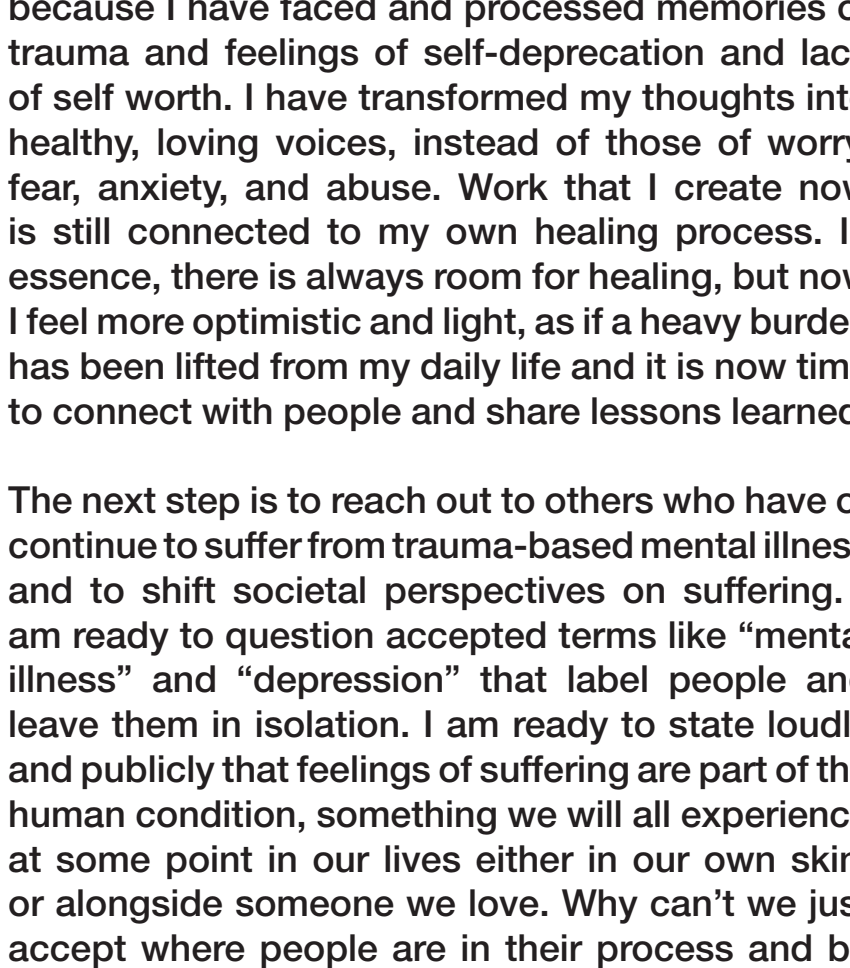 because I have faced and processed memories
trauma and feelings of self-deprecation and lac
of self worth. I have transformed my thoughts int
healthy, loving voices, instead of those of worry
fear, anxiety, and abuse. Work that I create now
is still connected to my own healing process. I
essence, there is always room for healing, but now
I feel more optimistic and light, as if a heavy burde
has been lifted from my daily life and it is now tim
to connect with people and share lessons learned
The next step is to reach out to others who have
continue to suffer from trauma-based mental illnes
and to shift societal perspectives on suffering.
am ready to question accepted terms like “menta
illness” and “depression” that label people an
leave them in isolation. I am ready to state loudl
and publicly that feelings of suffering are part of th
human condition, something we will all experienc
at some point in our lives either in our own skin
or alongside someone we love. Why can’t we jus
accept where people are in their process and b